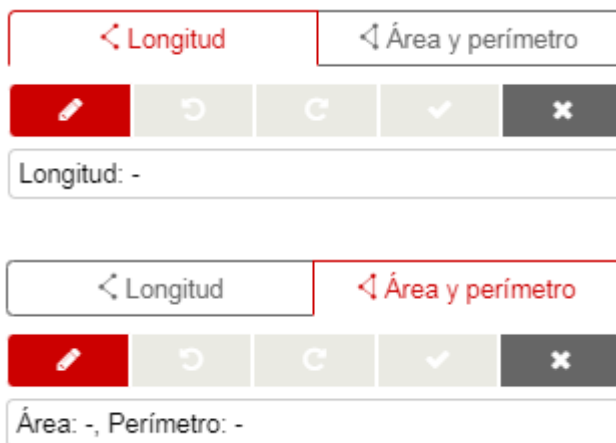 Longitud Área y perímetro
Longitud: -
Longitud Área y perímetro
Área: -, Perímetro: -